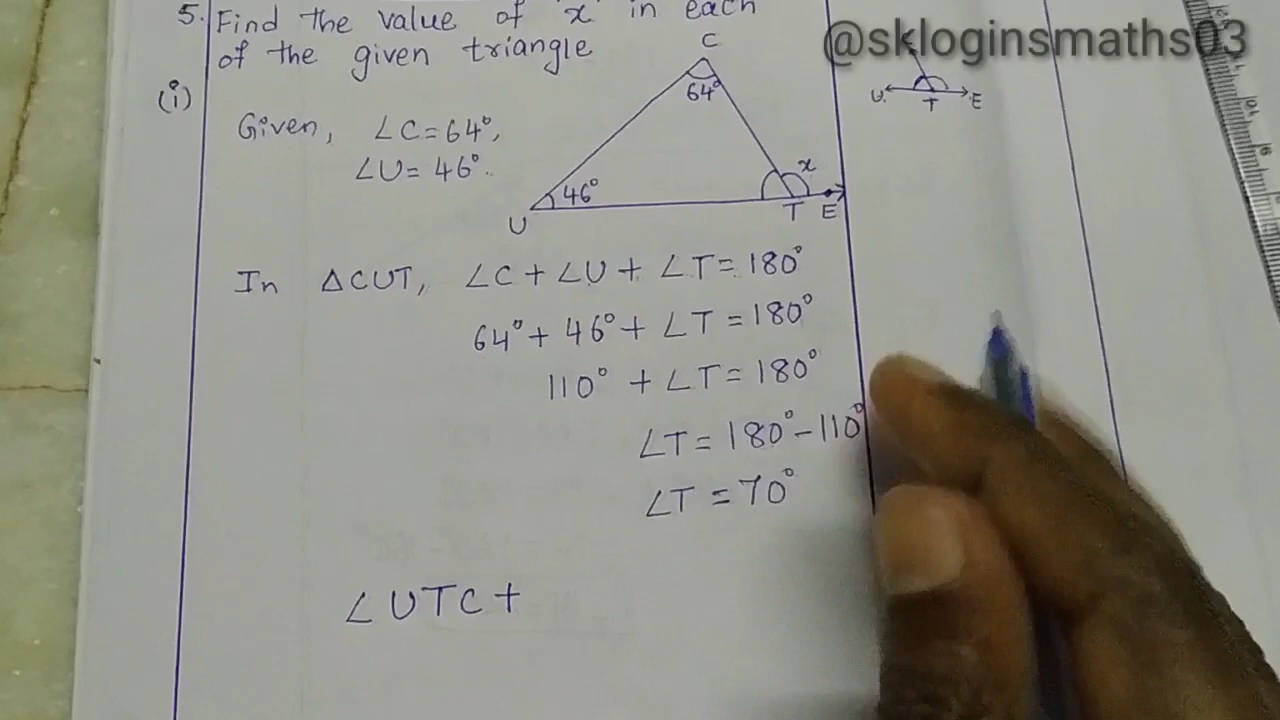 5. Find the value of 'x' in each
of the given triangle
@skloginsmaths03
(i)
Given, ∠C=64°,
∠U=46°.
C
64°
46°
x
U
T
E
U
T
E
In △CUT, ∠C+∠U+∠T=180°
64°+46°+∠T=180°
110°+∠T=180°
∠T=180°-110°
∠T=70°
∠UTC+